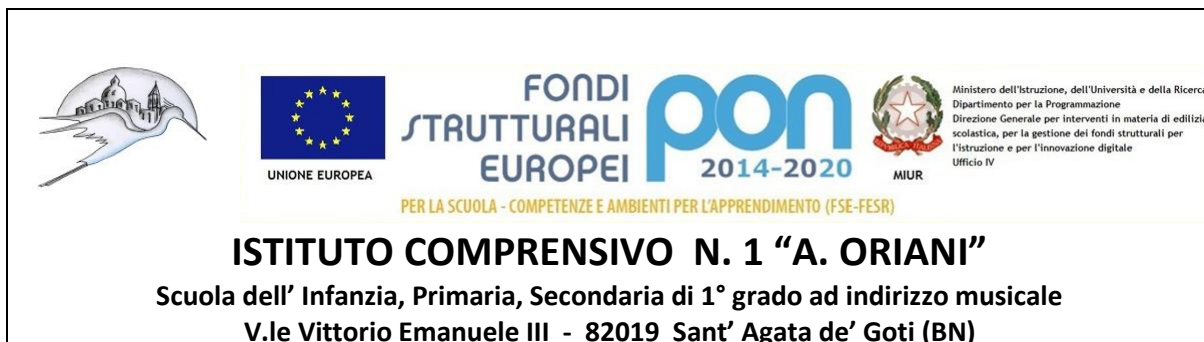 UNIONE EUROPEA
FONDI
STRUTTURALI
EUROPEI
pon
2014-2020
MIUR
Ministero dell'Istruzione, dell'Università e della Ricerca
Dipartimento per la Programmazione
Direzione Generale per interventi in materia di edilizia
scolastica, per la gestione dei fondi strutturali per
l'istruzione e per l'innovazione digitale
Ufficio IV
PER LA SCUOLA - COMPETENZE E AMBIENTI PER L'APPRENDIMENTO (FSE-FESR)
ISTITUTO COMPRENSIVO N. 1 “A. ORIANI”
Scuola dell’ Infanzia, Primaria, Secondaria di 1° grado ad indirizzo musicale
V.le Vittorio Emanuele III - 82019 Sant’ Agata de’ Goti (BN)